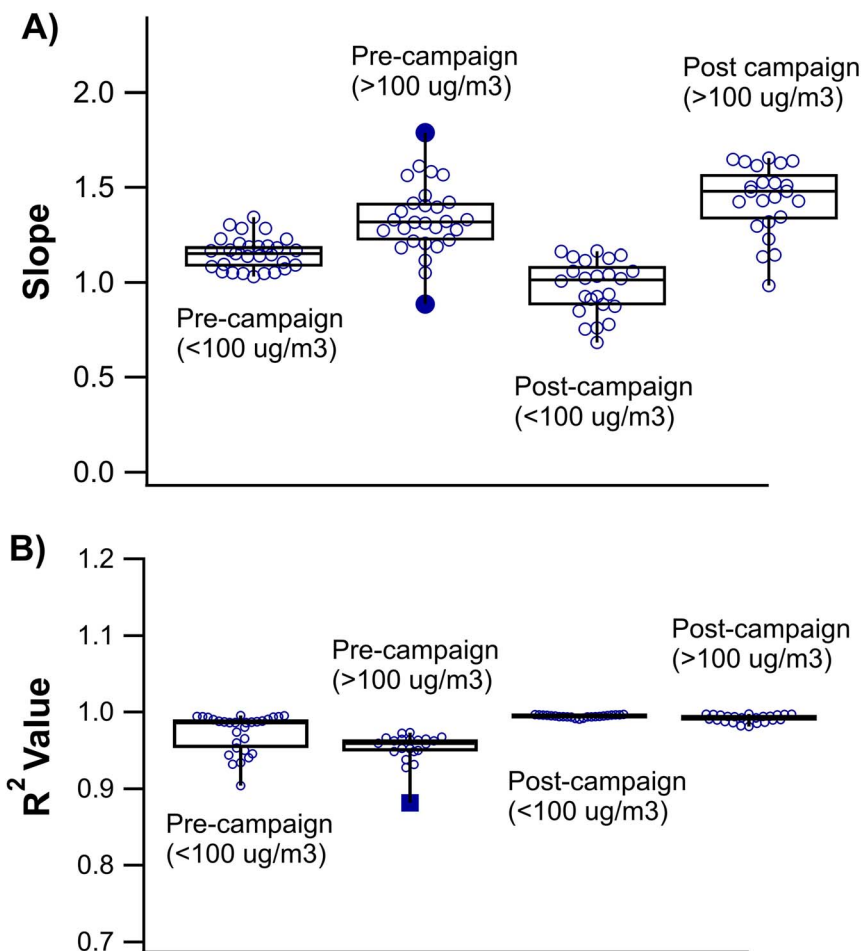 A)
Pre-campaign
(>100 ug/m3)
Post campaign
(>100 ug/m3)
2.0
1.5
1.0
0.5
0.0
Slope
Pre-campaign
(<100 ug/m3)
Post-campaign
(<100 ug/m3)
B)
1.2
1.1
1.0
0.9
0.8
0.7
R² Value
Pre-campaign
(>100 ug/m3)
Post-campaign
(>100 ug/m3)
Pre-campaign
(<100 ug/m3)
Post-campaign
(<100 ug/m3)